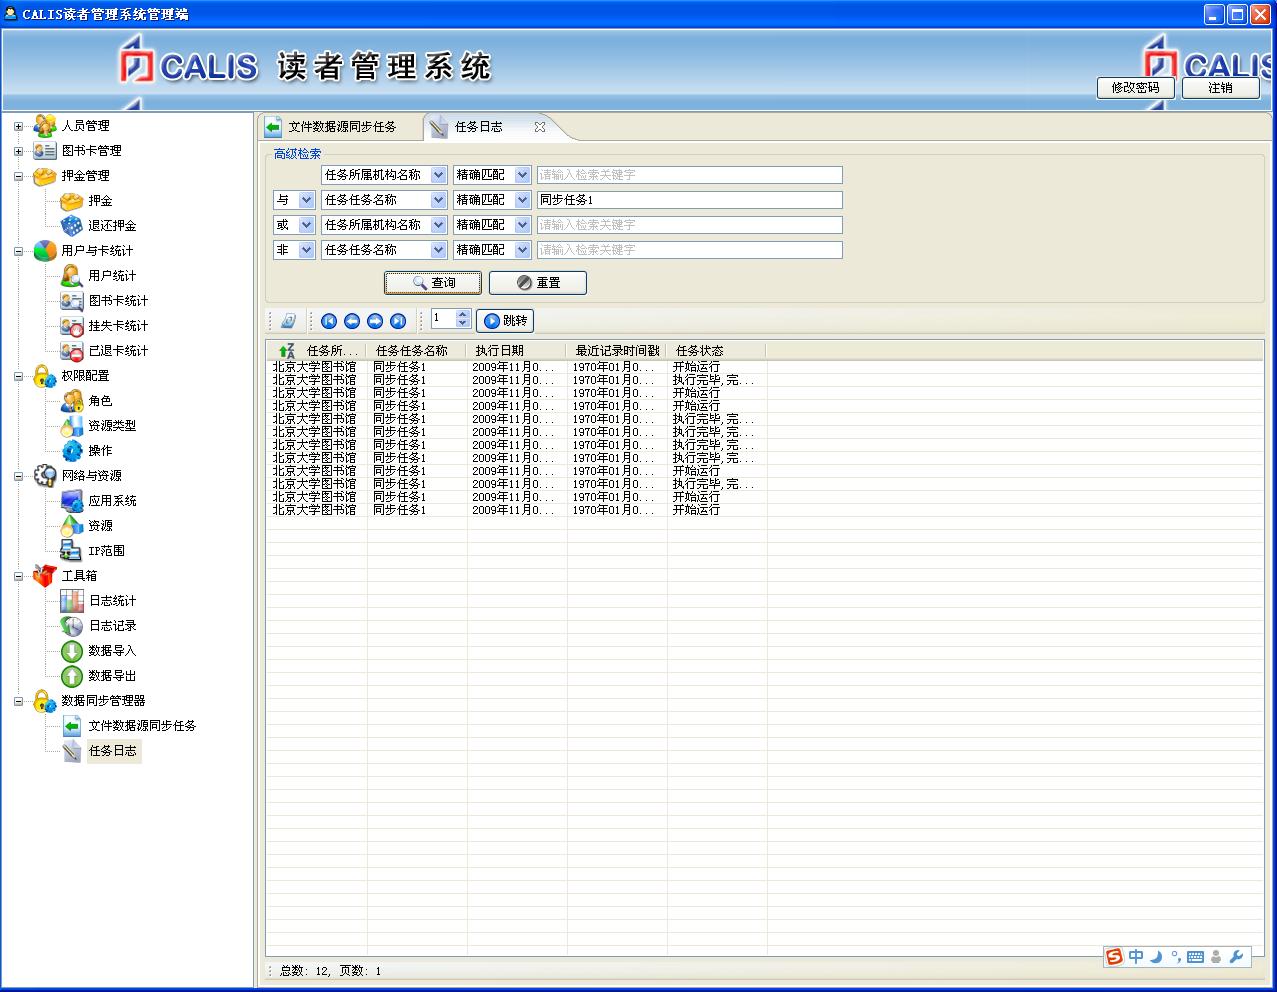 CALIS读者管理系统管理端
CALIS 读者管理系统
CALIS
修改密码 注销
人员管理
图书卡管理
押金管理
押金
退还押金
用户与卡统计
用户统计
图书卡统计
挂失卡统计
已退卡统计
权限配置
角色
资源类型
操作
网络与资源
应用系统
资源
IP范围
工具箱
日志统计
日志记录
数据导入
数据导出
数据同步管理器
文件数据源同步任务
任务日志
文件数据源同步任务 任务日志
高级检索
任务所属机构名称 精确匹配 请输入检索关键字
与 任务任务名称 精确匹配 同步任务1
或 任务所属机构名称 精确匹配 请输入检索关键字
非 任务任务名称 精确匹配 请输入检索关键字
查询 重置
1 跳转
任务所... 任务任务名称 执行日期 最近记录时间戳 任务状态
北京大学图书馆 同步任务1 2009年11月0... 1970年01月0... 开始运行
北京大学图书馆 同步任务1 2009年11月0... 1970年01月0... 执行完毕,完...
北京大学图书馆 同步任务1 2009年11月0... 1970年01月0... 开始运行
北京大学图书馆 同步任务1 2009年11月0... 1970年01月0... 开始运行
北京大学图书馆 同步任务1 2009年11月0... 1970年01月0... 执行完毕,完...
北京大学图书馆 同步任务1 2009年11月0... 1970年01月0... 执行完毕,完...
北京大学图书馆 同步任务1 2009年11月0... 1970年01月0... 执行完毕,完...
北京大学图书馆 同步任务1 2009年11月0... 1970年01月0... 执行完毕,完...
北京大学图书馆 同步任务1 2009年11月0... 1970年01月0... 开始运行
北京大学图书馆 同步任务1 2009年11月0... 1970年01月0... 执行完毕,完...
北京大学图书馆 同步任务1 2009年11月0... 1970年01月0... 开始运行
北京大学图书馆 同步任务1 2009年11月0... 1970年01月0... 开始运行
中
总数: 12, 页数: 1